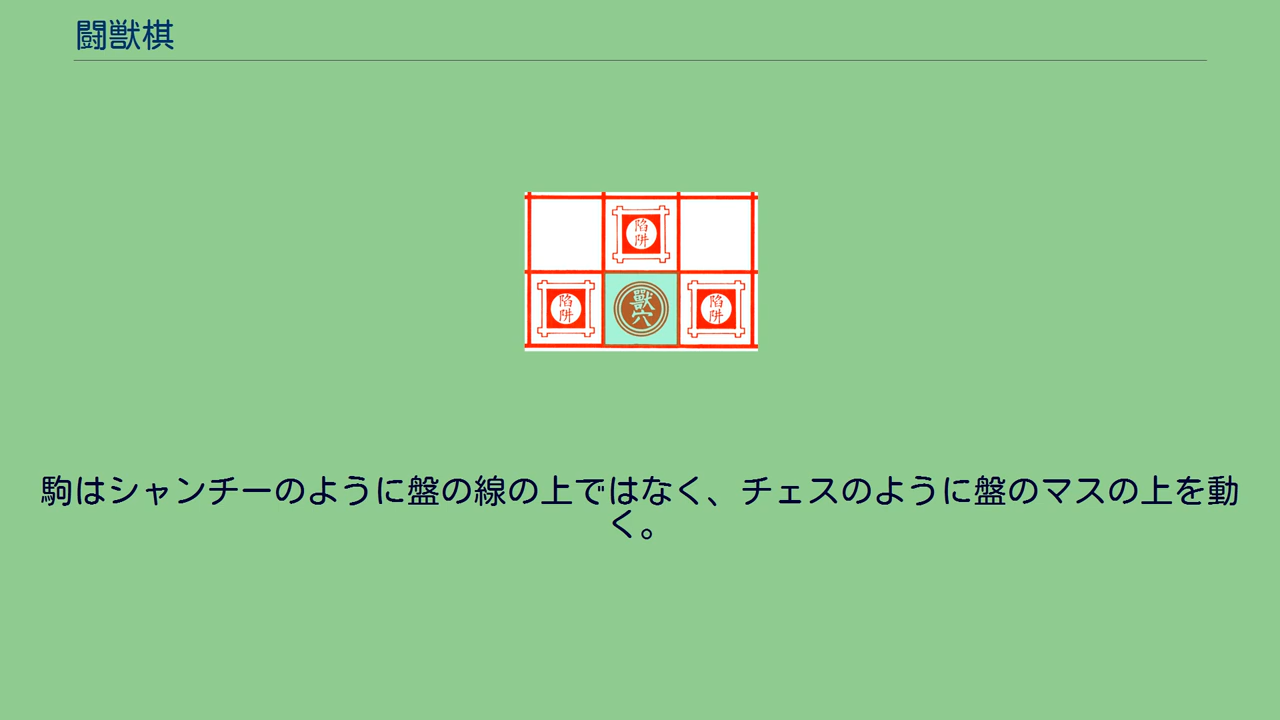 闘獣棋
陷
阱
陷
阱
獸
穴
陷
阱
駒はシャンチーのように盤の線の上ではなく、チェスのように盤のマスの上を動
く。